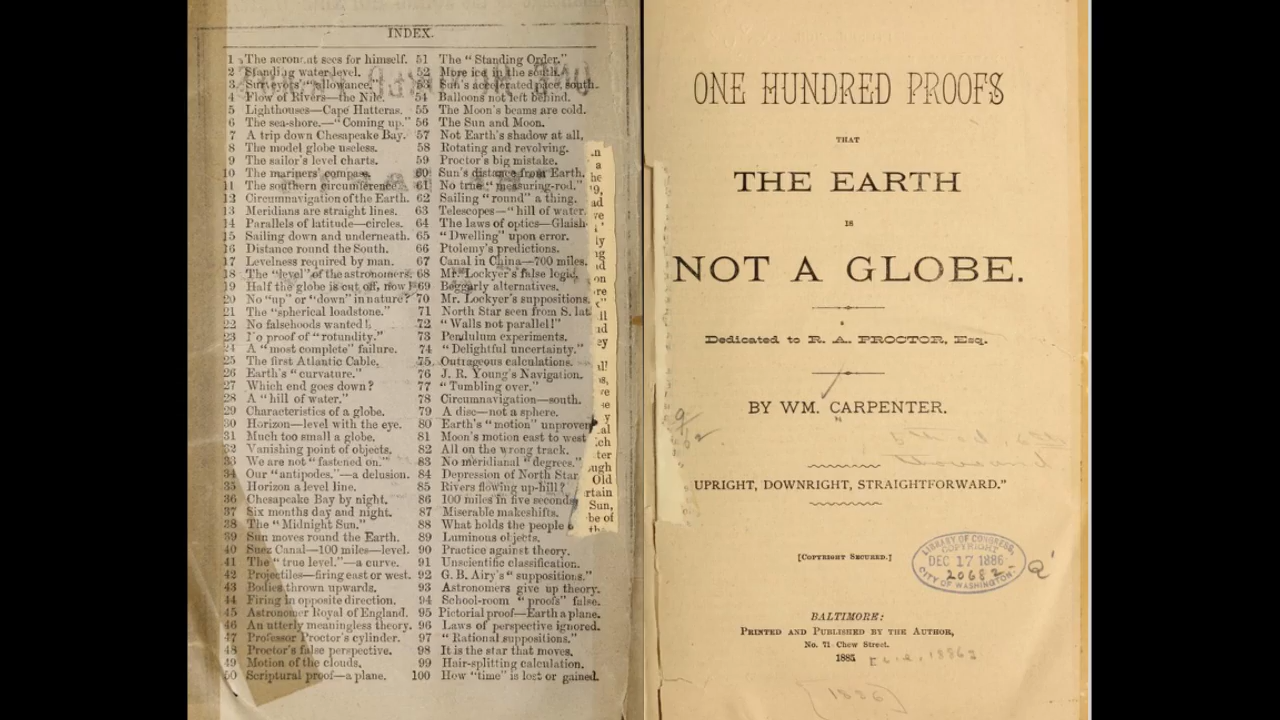 INDEX.
1 The aeronaut sees for himself.
2 Standing water level.
3 Surveyors' "allowance."
4 Flow of Rivers—the Nile.
5 Lighthouses—Cape Hatteras.
6 The sea-shore.—"Coming up."
7 A trip down Chesapeake Bay.
8 The model globe useless.
9 The sailor's level charts.
10 The mariners' compass.
11 The southern circumference.
12 Circumnavigation of the Earth.
13 Meridians are straight lines.
14 Parallels of latitude—circles.
15 Sailing down and underneath.
16 Distance round the South.
17 Levelness required by man.
18 The "level" of the astronomers.
19 Half the globe is cut off, now!
20 No "up" or "down" in nature?
21 The "spherical loadstone."
22 No falsehoods wanted!
23 No proof of "rotundity."
24 A "most complete" failure.
25 The first Atlantic Cable.
26 Earth's "curvature."
27 Which end goes down?
28 A "hill of water."
29 Characteristics of a globe.
30 Horizon—level with the eye.
31 Much too small a globe.
32 Vanishing point of objects.
33 We are not "fastened on."
34 Our "antipodes."—a delusion.
35 Horizon a level line.
36 Chesapeake Bay by night.
37 Six months day and night.
38 The "Midnight Sun."
39 Sun moves round the Earth.
40 Suez Canal—100 miles—level.
41 The "true level."—a curve.
42 Projectiles—firing east or west.
43 Bodies thrown upwards.
44 Firing in opposite direction.
45 Astronomer Royal of England.
46 An utterly meaningless theory.
47 Professor Proctor's cylinder.
48 Proctor's false perspective.
49 Motion of the clouds.
50 Scriptural proof—a plane.
51 The "Standing Order."
52 More ice in the south.
53 Sun's accelerated pace, south.
54 Balloons not left behind.
55 The Moon's beams are cold.
56 The Sun and Moon.
57 Not Earth's shadow at all,
58 Rotating and revolving.
59 Proctor's big mistake.
60 Sun's distance from Earth.
61 No true "measuring-rod."
62 Sailing "round" a thing.
63 Telescopes—"hill of water.
64 The laws of optics—Glaish
65 "Dwelling" upon error.
66 Ptolemy's predictions.
67 Canal in China—700 miles.
68 Mr. Lockyer's false logic.
69 Beggarly alternatives.
70 Mr. Lockyer's suppositions.
71 North Star seen from S. lat.
72 "Walls not parallel!"
73 Pendulum experiments.
74 "Delightful uncertainty."
75 Outrageous calculations.
76 J. R. Young's Navigation.
77 "Tumbling over."
78 Circumnavigation—south.
79 A disc—not a sphere.
80 Earth's "motion" unproven
81 Moon's motion east to west
82 All on the wrong track.
83 No meridianal "degrees."
84 Depression of North Star
85 Rivers flowing up-hill?
86 100 miles in five seconds
87 Miserable makeshifts.
88 What holds the people
89 Luminous objects.
90 Practice against theory.
91 Unscientific classification.
92 G. B. Airy's "suppositions."
93 Astronomers give up theory.
94 School-room "proofs" false.
95 Pictorial proof—Earth a plane.
96 Laws of perspective ignored.
97 "Rational suppositions."
98 It is the star that moves.
99 Hair-splitting calculation.
100 How "time" is lost or gained.
Old
rtain
Sun,
be of
ONE HUNDRED PROOFS
THAT
THE EARTH
IS
NOT A GLOBE.
Dedicated to R. A. PROCTOR, Esq.
BY WM. CARPENTER.
UPRIGHT, DOWNRIGHT, STRAIGHTFORWARD."
[COPYRIGHT SECURED.]
LIBRARY OF CONGRESS,
COPYRIGHT
DEC 17 1886
20682
CITY OF WASHINGTON.
BALTIMORE:
PRINTED AND PUBLISHED BY THE AUTHOR,
No. 71 Chew Street.
1885
[1886]